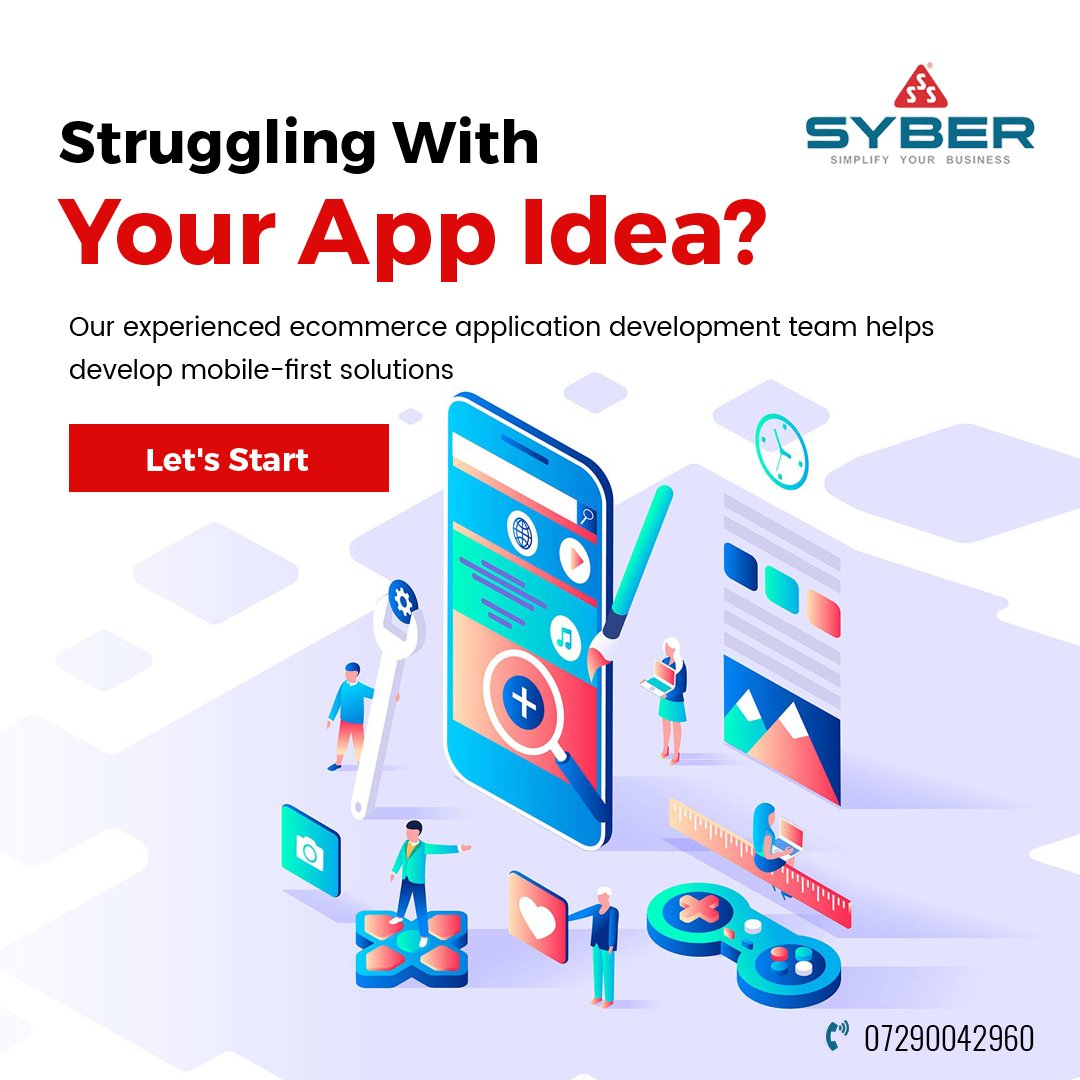 SSS®
SYBER
SIMPLIFY YOUR BUSINESS
Struggling With
Your App Idea?
Our experienced ecommerce application development team helps
develop mobile-first solutions
Let's Start
07290042960